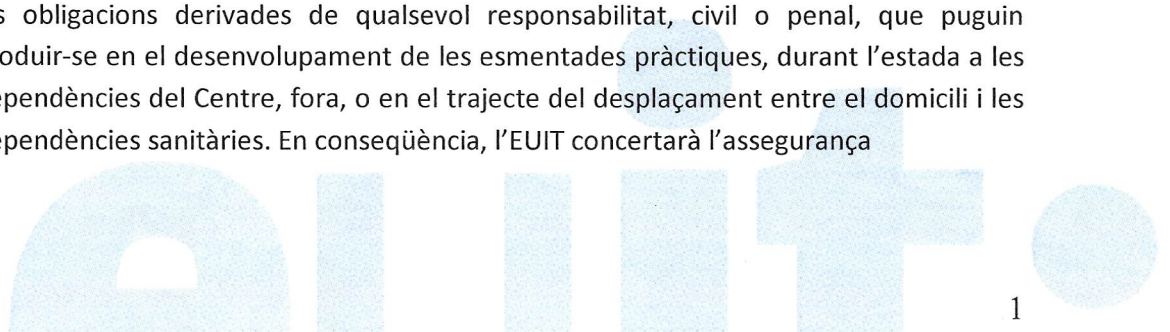 s obligacions derivades de qualsevol responsabilitat, civil o penal, que puguin
oduir-se en el desenvolupament de les esmentades pràctiques, durant l'estada a les
ependències del Centre, fora, o en el trajecte del desplaçament entre el domicili i les
ependències sanitàries. En conseqüència, l'EUIT concertarà l'assegurança
euit
1